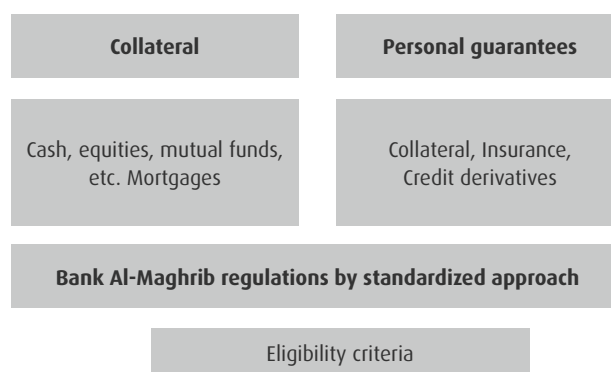 Collateral
Personal guarantees
Cash, equities, mutual funds,
etc. Mortgages
Collateral, Insurance,
Credit derivatives
Bank Al-Maghrib regulations by standardized approach
Eligibility criteria